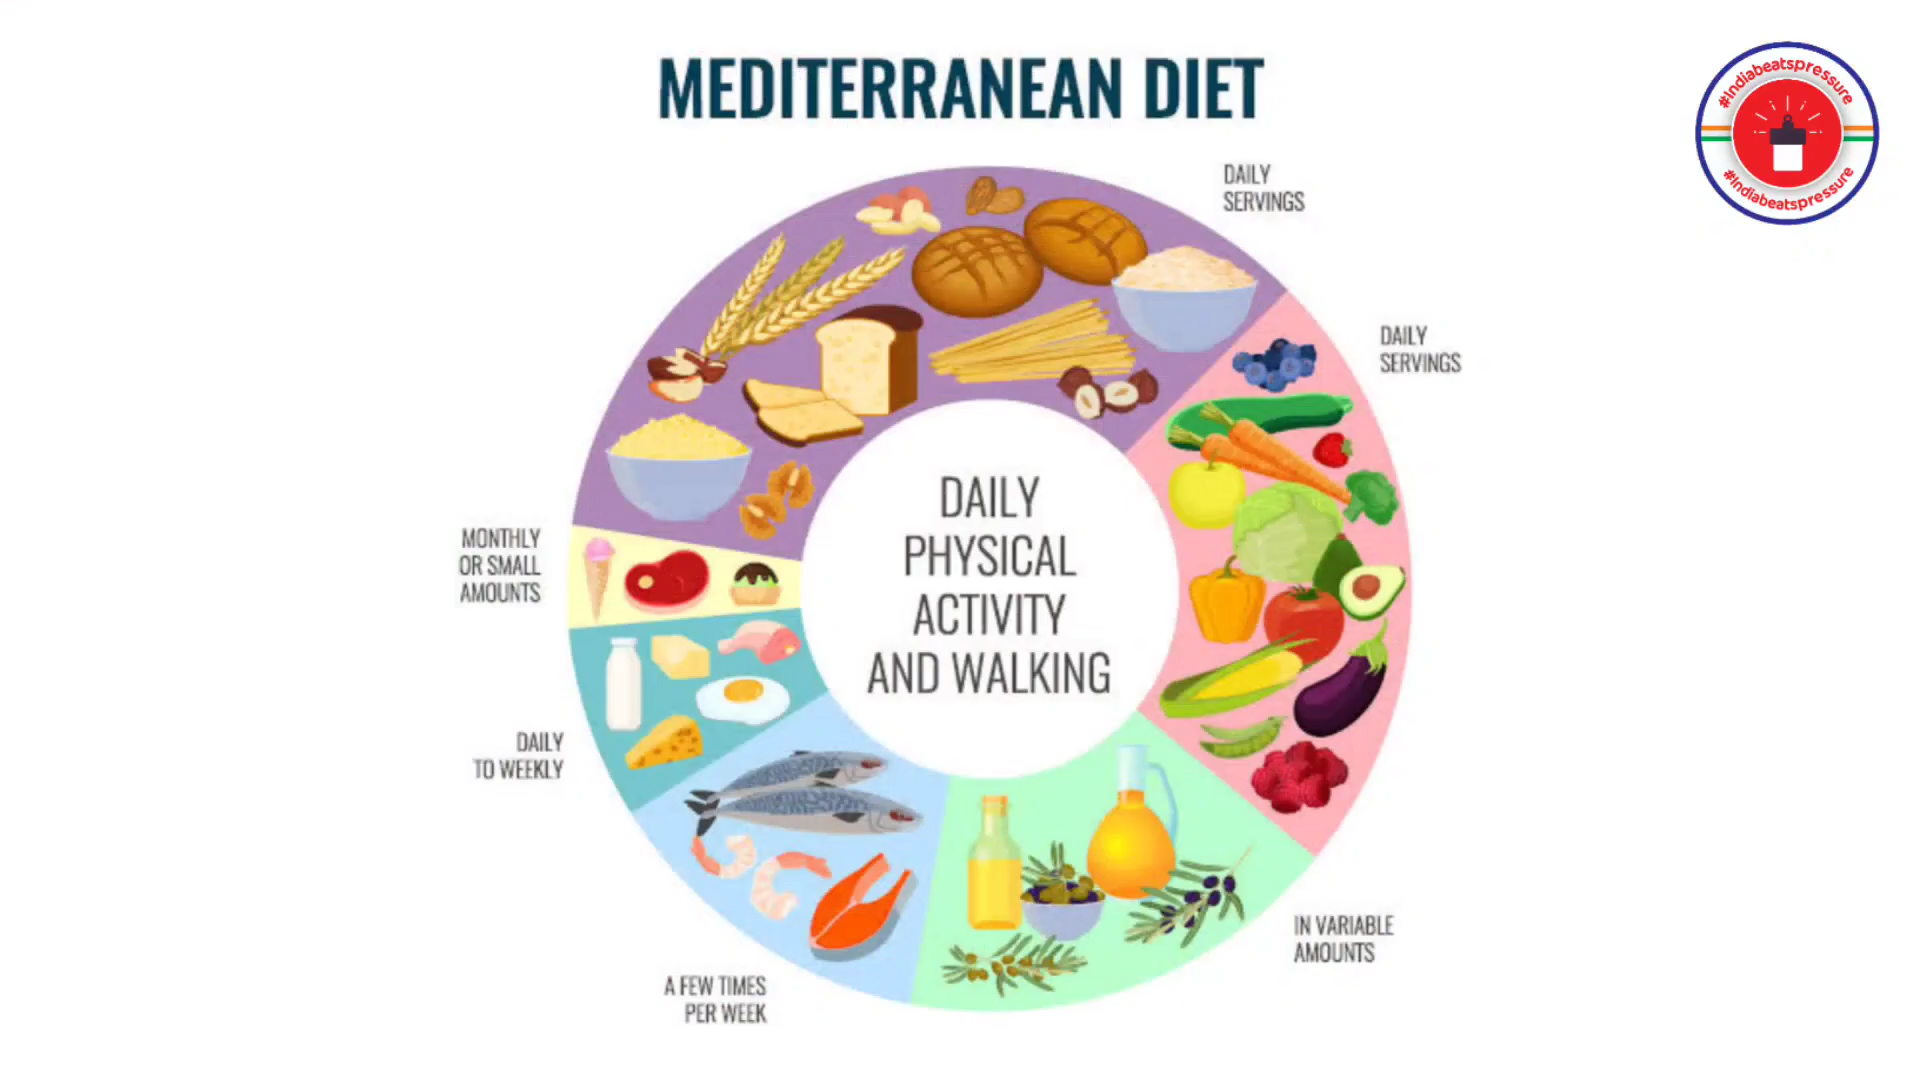 MEDITERRANEAN DIET
#Indiabeatspressure
#Indiabeatspressure
DAILY
SERVINGS
DAILY
SERVINGS
DAILY
PHYSICAL
ACTIVITY
AND WALKING
MONTHLY
OR SMALL
AMOUNTS
DAILY
TO WEEKLY
IN VARIABLE
AMOUNTS
A FEW TIMES
PER WEEK